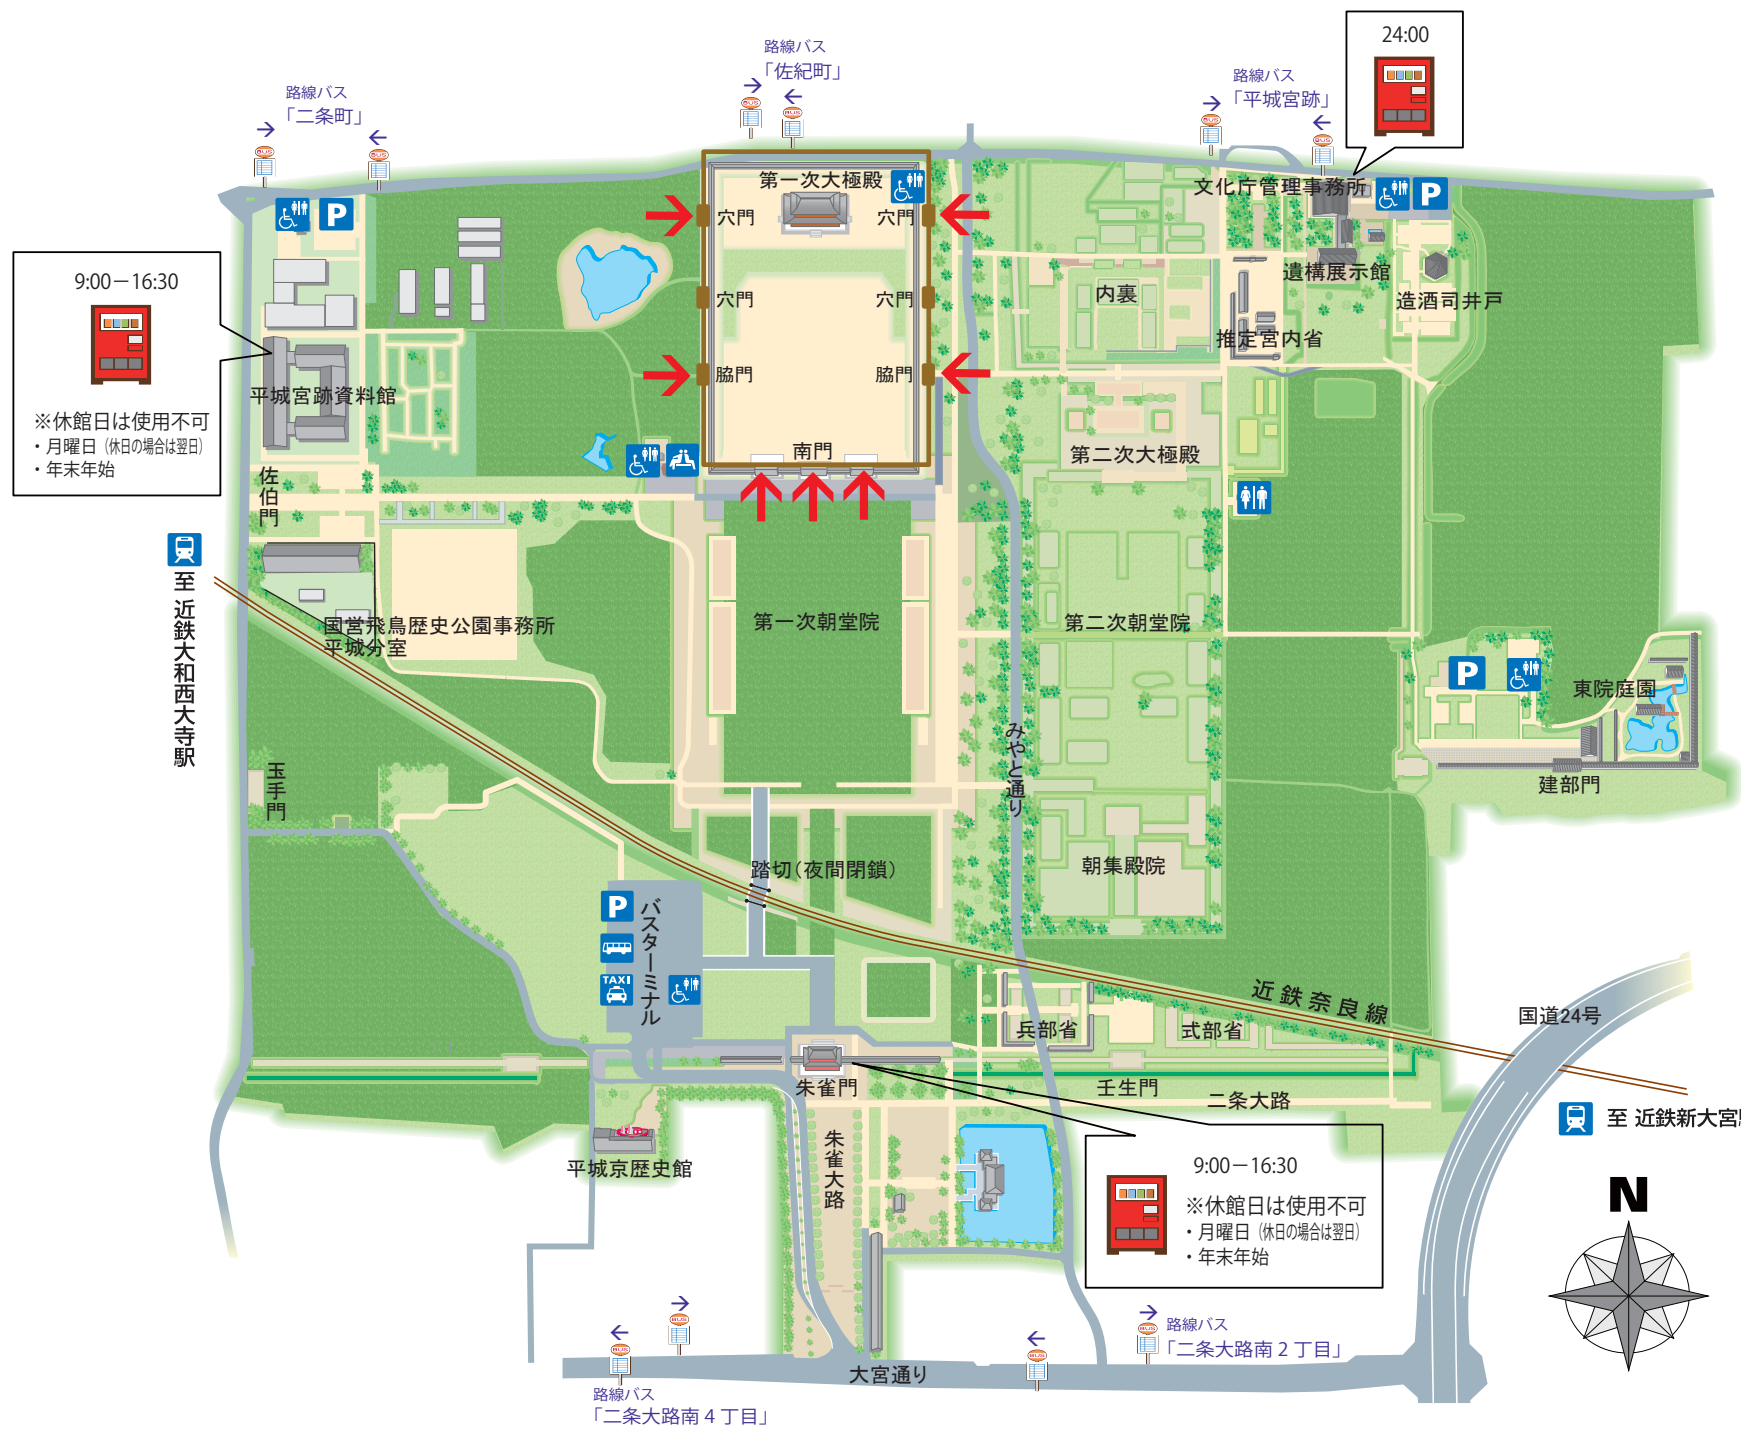 24:00
路線バス
「佐紀町」
路線バス
「平城宮跡」
路線バス
「二条町」
BUS
BUS
BUS
BUS
BUS
BUS
第一次大極殿
文化庁管理事務所
P
P
穴門
穴門
9:00－16:30
遺構展示館
内裏
造酒司井戸
穴門
穴門
推定宮内省
脇門
脇門
平城宮跡資料館
※休館日は使用不可
・月曜日（休日の場合は翌日）
・年末年始
南門
第二次大極殿
佐伯門
至 近鉄大和西大寺駅
国営飛鳥歴史公園事務所
平城分室
第一次朝堂院
第二次朝堂院
P
東院庭園
みやと通り
玉手門
建部門
踏切（夜間閉鎖）
朝集殿院
P
バスターミナル
TAXI
近鉄奈良線
国道24号
兵部省
式部省
朱雀門
壬生門
二条大路
至 近鉄新大宮
朱雀大路
平城京歴史館
9:00－16:30
※休館日は使用不可
・月曜日（休日の場合は翌日）
・年末年始
N
BUS
BUS
BUS
BUS
路線バス
「二条大路南２丁目」
大宮通り
路線バス
「二条大路南４丁目」